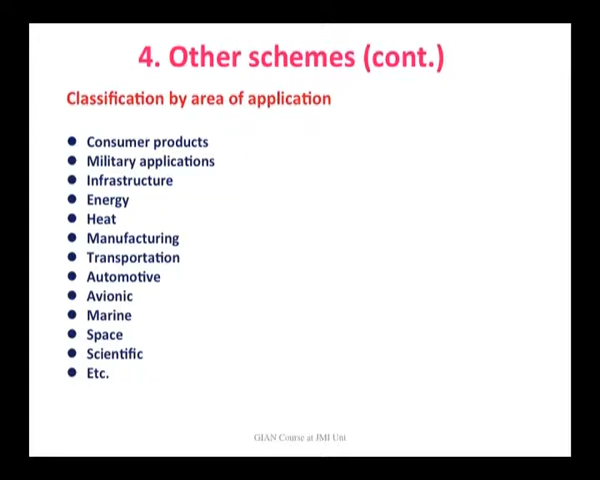 4. Other schemes (cont.)
Classification by area of application
● Consumer products
● Military applications
● Infrastructure
● Energy
● Heat
● Manufacturing
● Transportation
● Automotive
● Avionic
● Marine
● Space
● Scientific
● Etc.
GIAN Course at JMI Uni